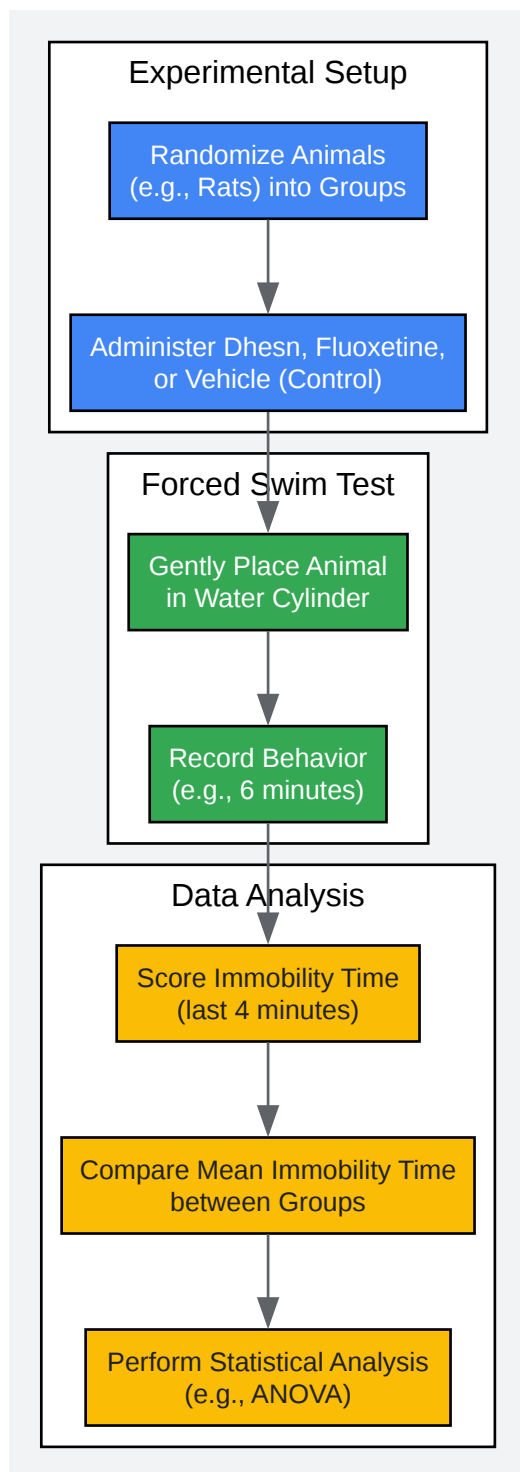 Experimental Setup
Randomize Animals
(e.g., Rats) into Groups
Administer Dhesn, Fluoxetine,
or Vehicle (Control)
Forced Swim Test
Gently Place Animal
in Water Cylinder
Record Behavior
(e.g., 6 minutes)
Data Analysis
Score Immobility Time
(last 4 minutes)
Compare Mean Immobility Time
between Groups
Perform Statistical Analysis
(e.g., ANOVA)